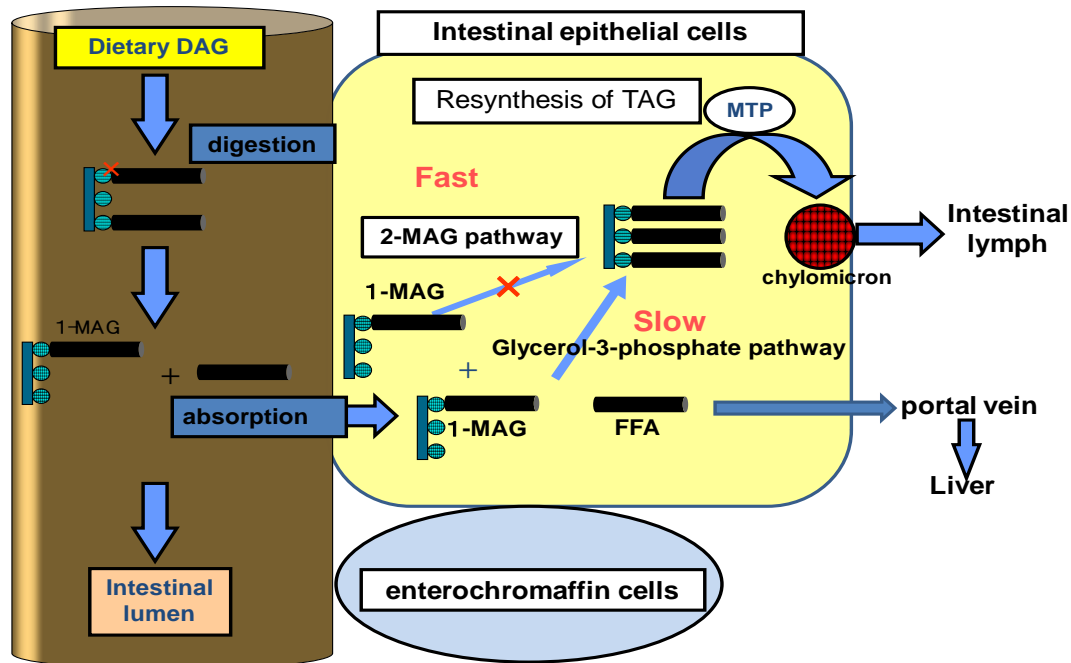 Dietary DAG
digestion
1-MAG
+
absorption
Intestinal
lumen
Intestinal epithelial cells
Resynthesis of TAG
MTP
Fast
2-MAG pathway
1-MAG
Slow
Glycerol-3-phosphate pathway
+
1-MAG
FFA
chylomicron
Intestinal
lymph
portal vein
Liver
enterochromaffin cells